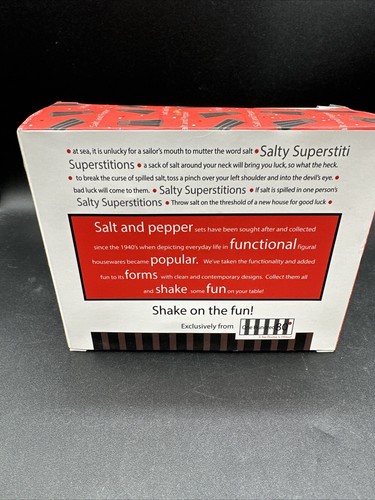 • at sea, it is unlucky for a sailor's mouth to mutter the word salt • Salty Superstiti
Superstitions • a sack of salt around your neck will bring you luck, so what the heck.
• to break the curse of spilled salt, toss a pinch over your left shoulder and into the devil's eye. •
bad luck will come to them. • Salty Superstitions • If salt is spilled in one person's
Salty Superstitions • Throw salt on the threshold of a new house for good luck •
Salt and pepper sets have been sought after and collected
since the 1940's when depicting everyday life in functional figural
housewares became popular. We've taken the functionality and added
fun to its forms with clean and contemporary designs. Collect them all
and shake some fun on your table!
Shake on the fun!
Exclusively from